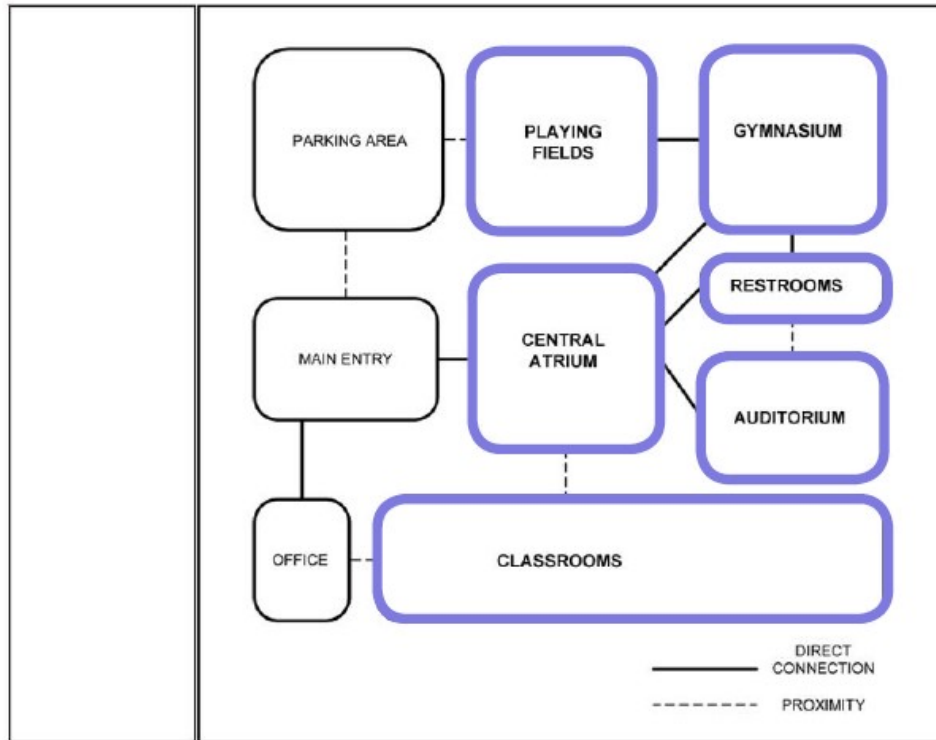 PARKING AREA
PLAYING
FIELDS
GYMNASIUM
RESTROOMS
MAIN ENTRY
CENTRAL
ATRIUM
AUDITORIUM
OFFICE
CLASSROOMS
DIRECT
CONNECTION
PROXIMITY